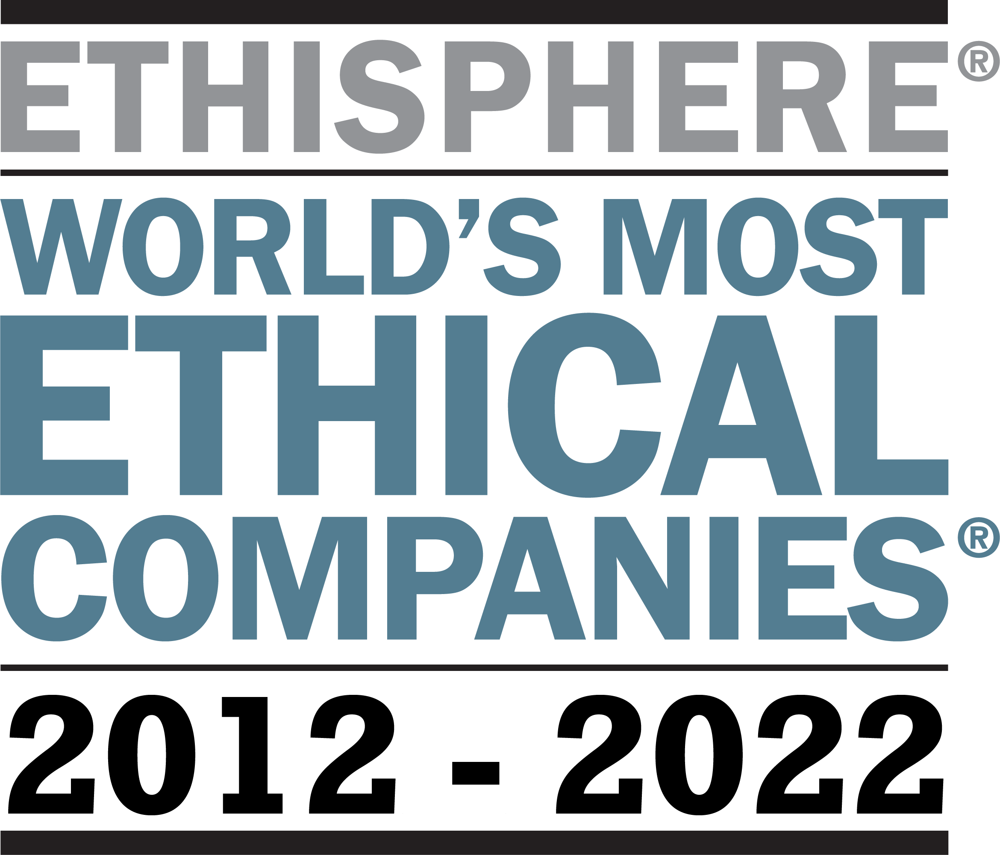 ETHISPHERE®
WORLD'S MOST
ETHICAL
COMPANIES®
2012 - 2022